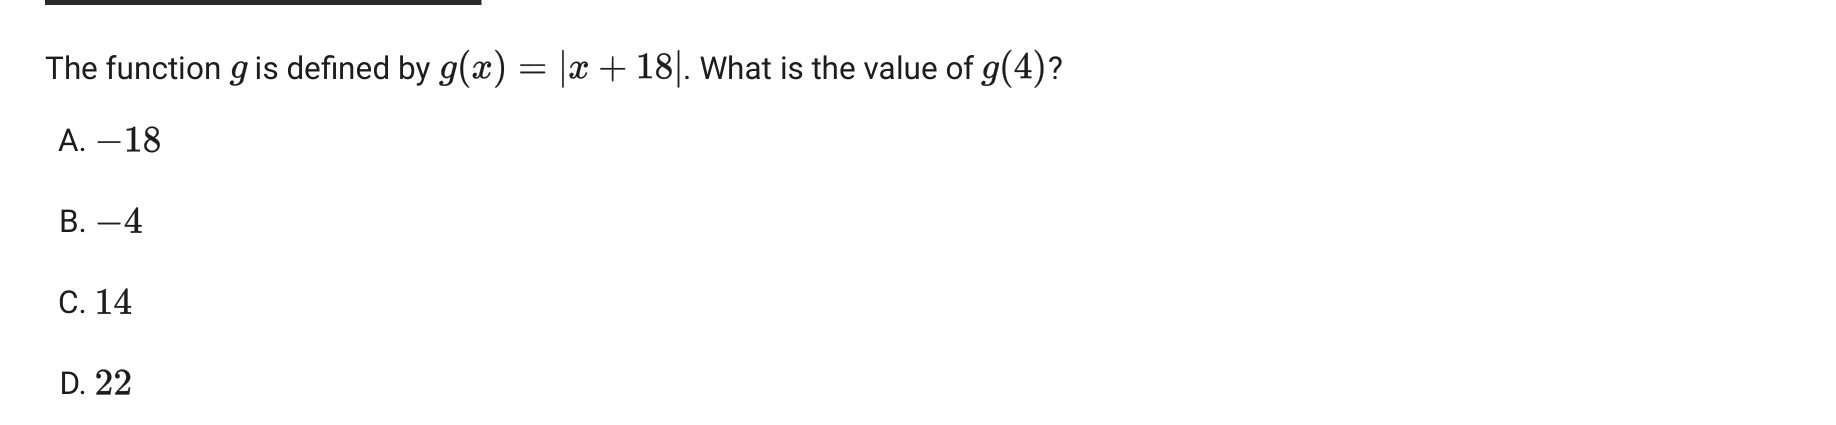 The function g is defined by g(x) = |x + 18|. What is the value of g(4)?
A. −18
B. −4
C. 14
D. 22